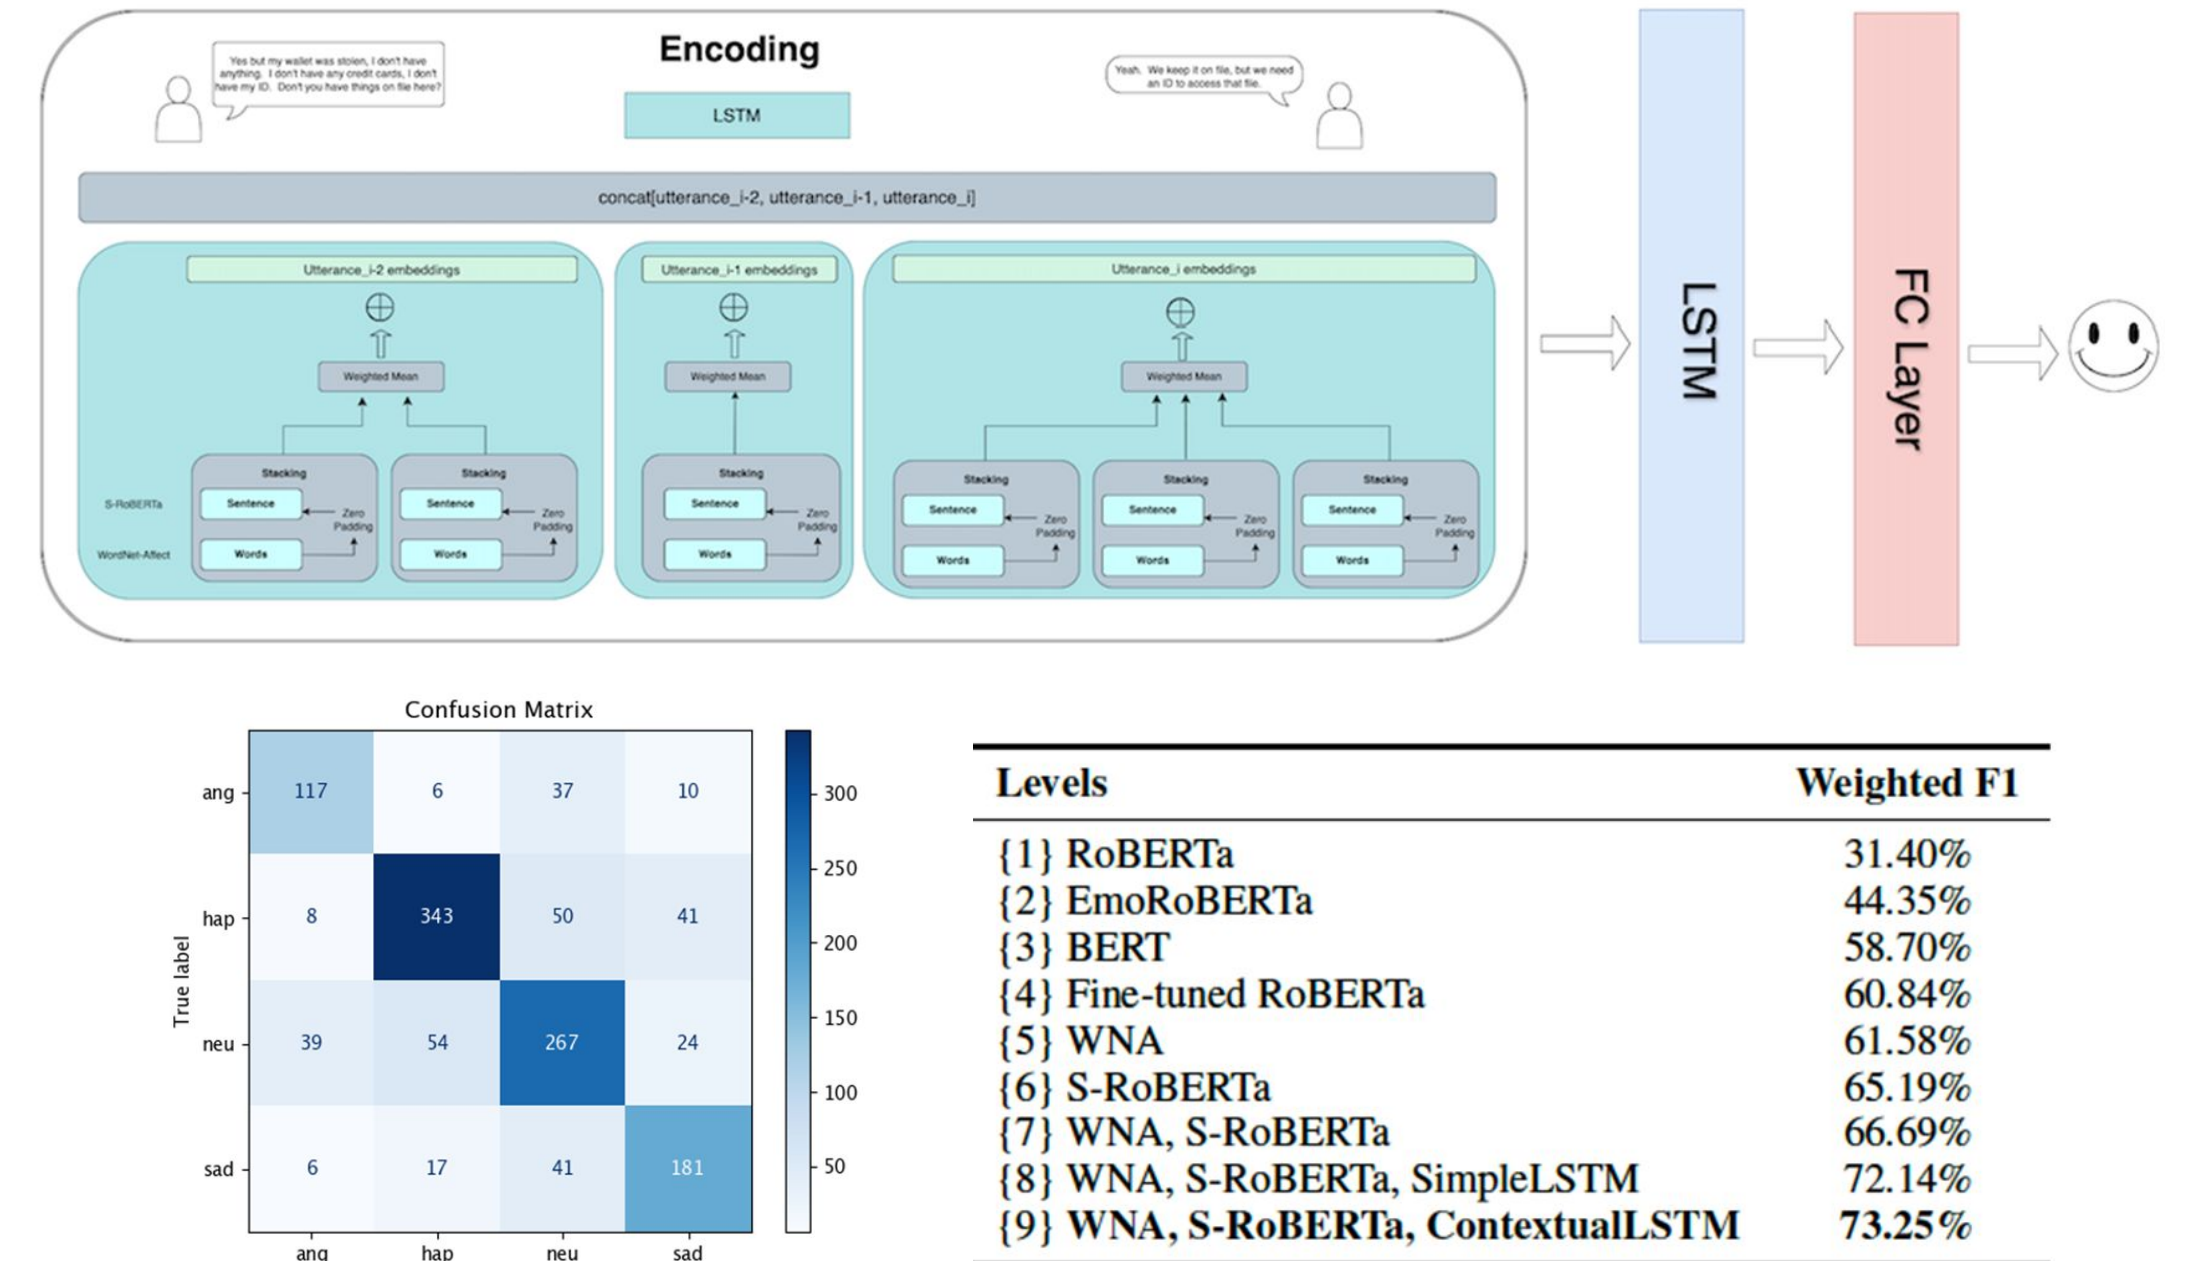 Encoding
Yes but my wallet was stolen, I don't have
anything. I don't have any credit cards, I don't
have my ID. Don't you have things on file here?
Yeah. We keep it on file, but we need
an ID to access that file.
LSTM
concat[utterance_i-2, utterance_i-1, utterance_i]
Utterance_i-2 embeddings
Utterance_i-1 embeddings
Utterance_i embeddings
Weighted Mean
Weighted Mean
Weighted Mean
Stacking
Stacking
Stacking
Stacking
Stacking
Stacking
S-RoBERTa
Sentence
Sentence
Sentence
Sentence
Sentence
Sentence
Zero
Padding
Zero
Padding
Zero
Padding
Zero
Padding
Zero
Padding
Zero
Padding
WordNet-Affect
Words
Words
Words
Words
Words
Words
LSTM
FC Layer
Confusion Matrix
True label
ang
117 6 37 10
hap
8 343 50 41
neu
39 54 267 24
sad
6 17 41 181
ang hap neu sad
300
250
200
150
100
50
Levels Weighted F1
{1} RoBERTa 31.40%
{2} EmoRoBERTa 44.35%
{3} BERT 58.70%
{4} Fine-tuned RoBERTa 60.84%
{5} WNA 61.58%
{6} S-RoBERTa 65.19%
{7} WNA, S-RoBERTa 66.69%
{8} WNA, S-RoBERTa, SimpleLSTM 72.14%
{9} WNA, S-RoBERTa, ContextualLSTM 73.25%